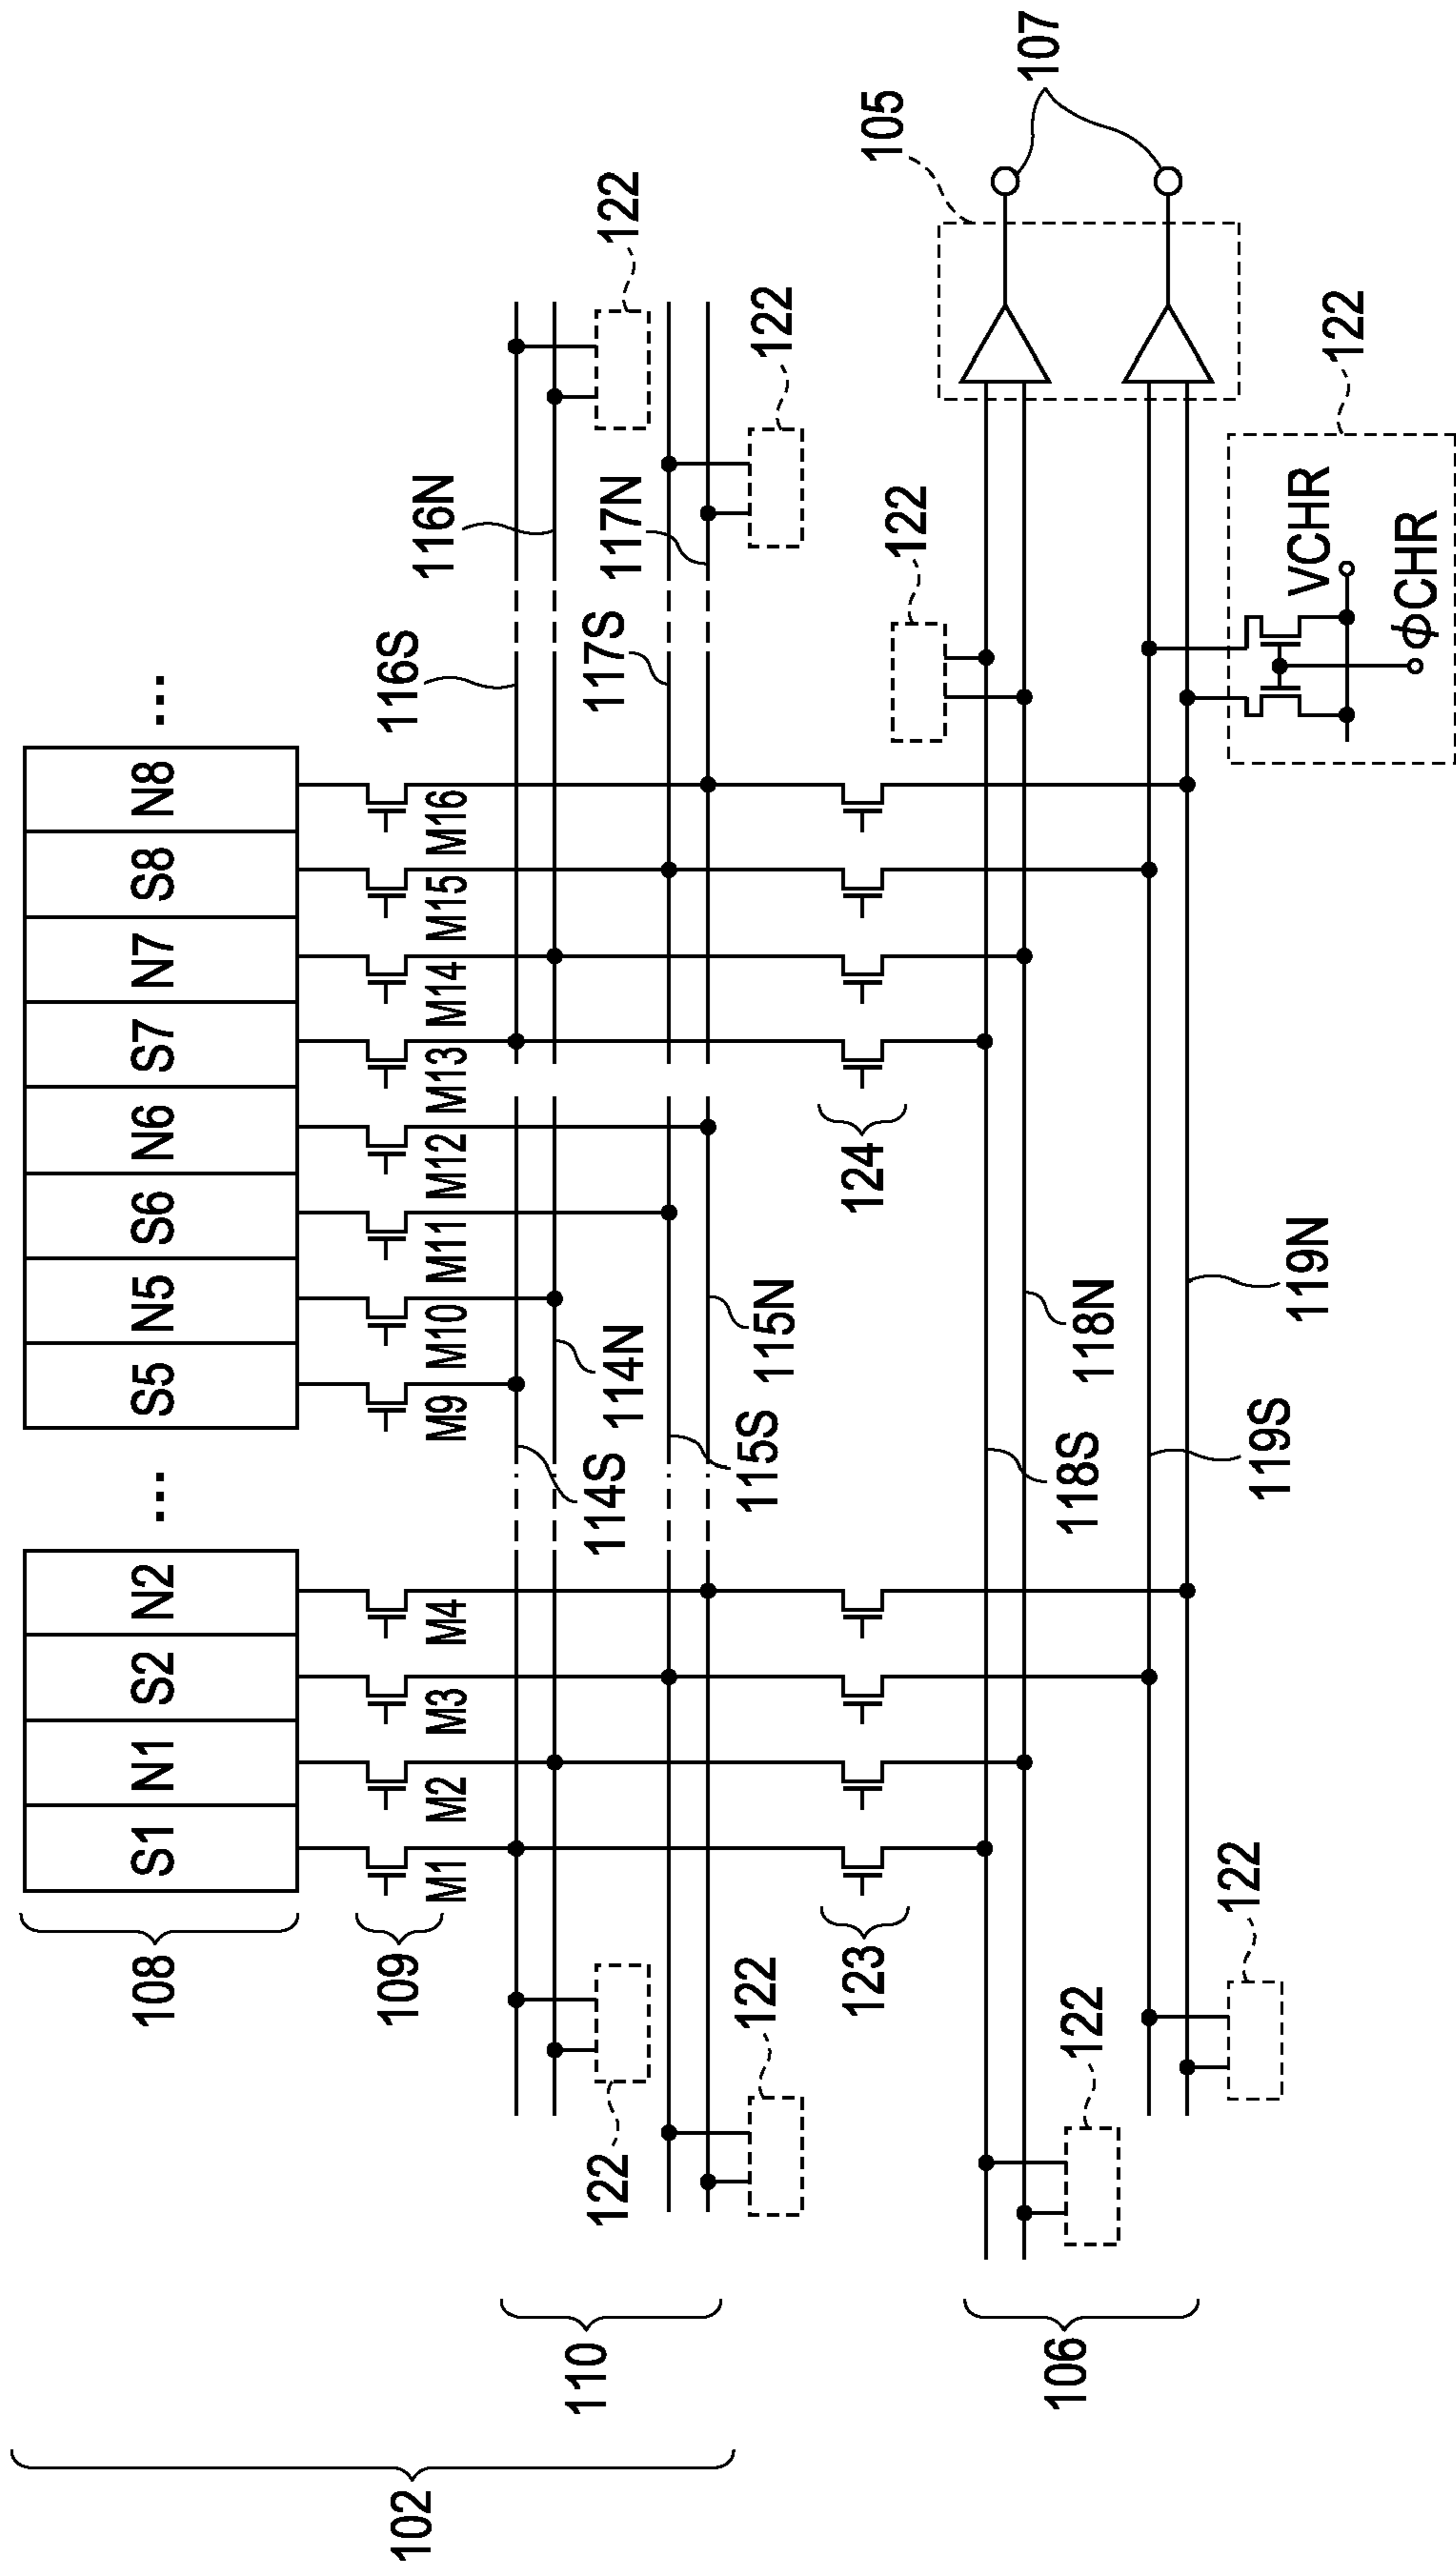 102
108
S1
N1
S2
N2
...
S5
N5
S6
N6
S7
N7
S8
N8
...
109
M1
M2
M3
M4
M9
M10
M11
M12
M13
M14
M15
M16
110
122
122
114S
114N
115S
115N
116S
116N
117S
117N
122
122
123
124
106
122
122
118S
118N
119S
119N
122
105
107
122
VCHR
ϕCHR